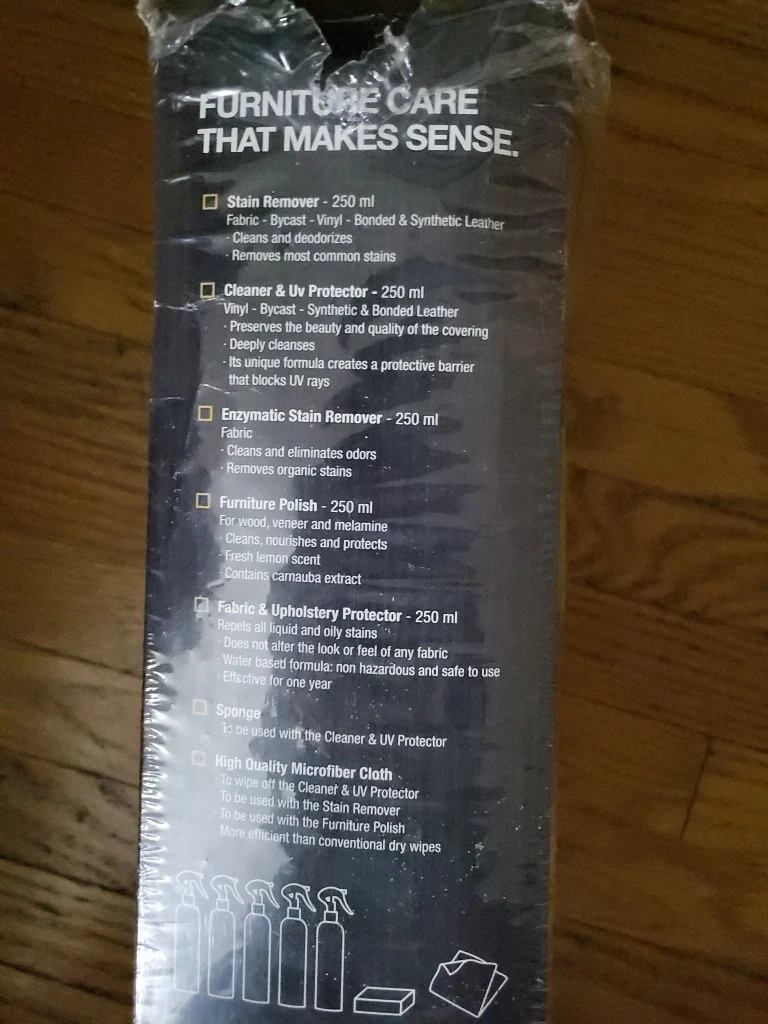 FURNITURE CARE
THAT MAKES SENSE.
Stain Remover - 250 ml
Fabric - Bycast - Vinyl - Bonded & Synthetic Leather
· Cleans and deodorizes
· Removes most common stains
Cleaner & Uv Protector - 250 ml
Vinyl - Bycast - Synthetic & Bonded Leather
· Preserves the beauty and quality of the covering
· Deeply cleanses
· Its unique formula creates a protective barrier
that blocks UV rays
Enzymatic Stain Remover - 250 ml
Fabric
· Cleans and eliminates odors
· Removes organic stains
Furniture Polish - 250 ml
For wood, veneer and melamine
· Cleans, nourishes and protects
· Fresh lemon scent
· Contains carnauba extract
Fabric & Upholstery Protector - 250 ml
Repels all liquid and oily stains
· Does not alter the look or feel of any fabric
· Water based formula: non hazardous and safe to use
· Effective for one year
Sponge
To be used with the Cleaner & UV Protector
High Quality Microfiber Cloth
· To wipe off the Cleaner & UV Protector
To be used with the Stain Remover
To be used with the Furniture Polish
More efficient than conventional dry wipes